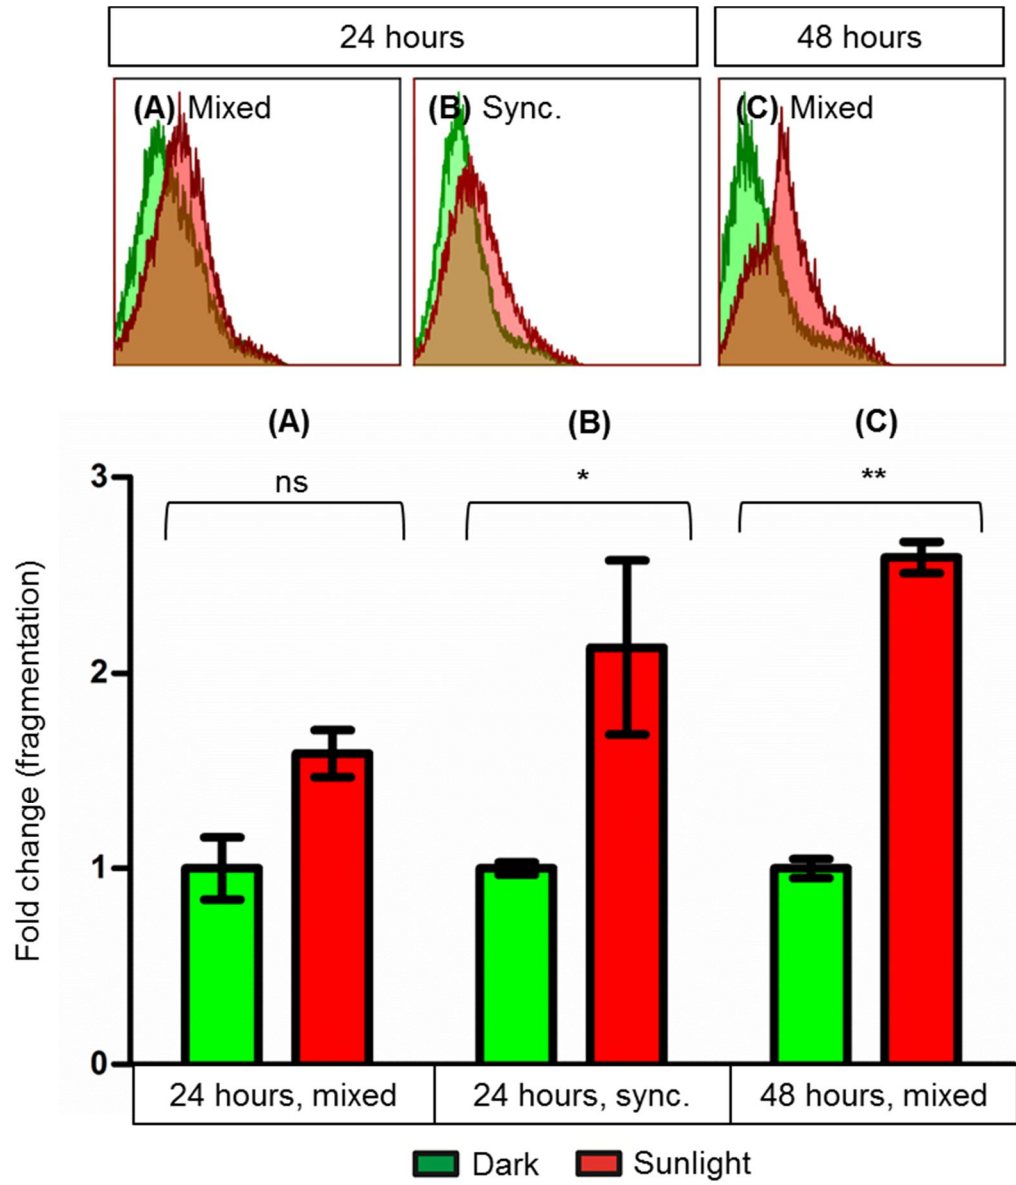 24 hours 48 hours
(A) Mixed (B) Sync. (C) Mixed
(A) (B) (C)
ns * **
3
2
1
0
Fold change (fragmentation)
24 hours, mixed 24 hours, sync. 48 hours, mixed
Dark Sunlight